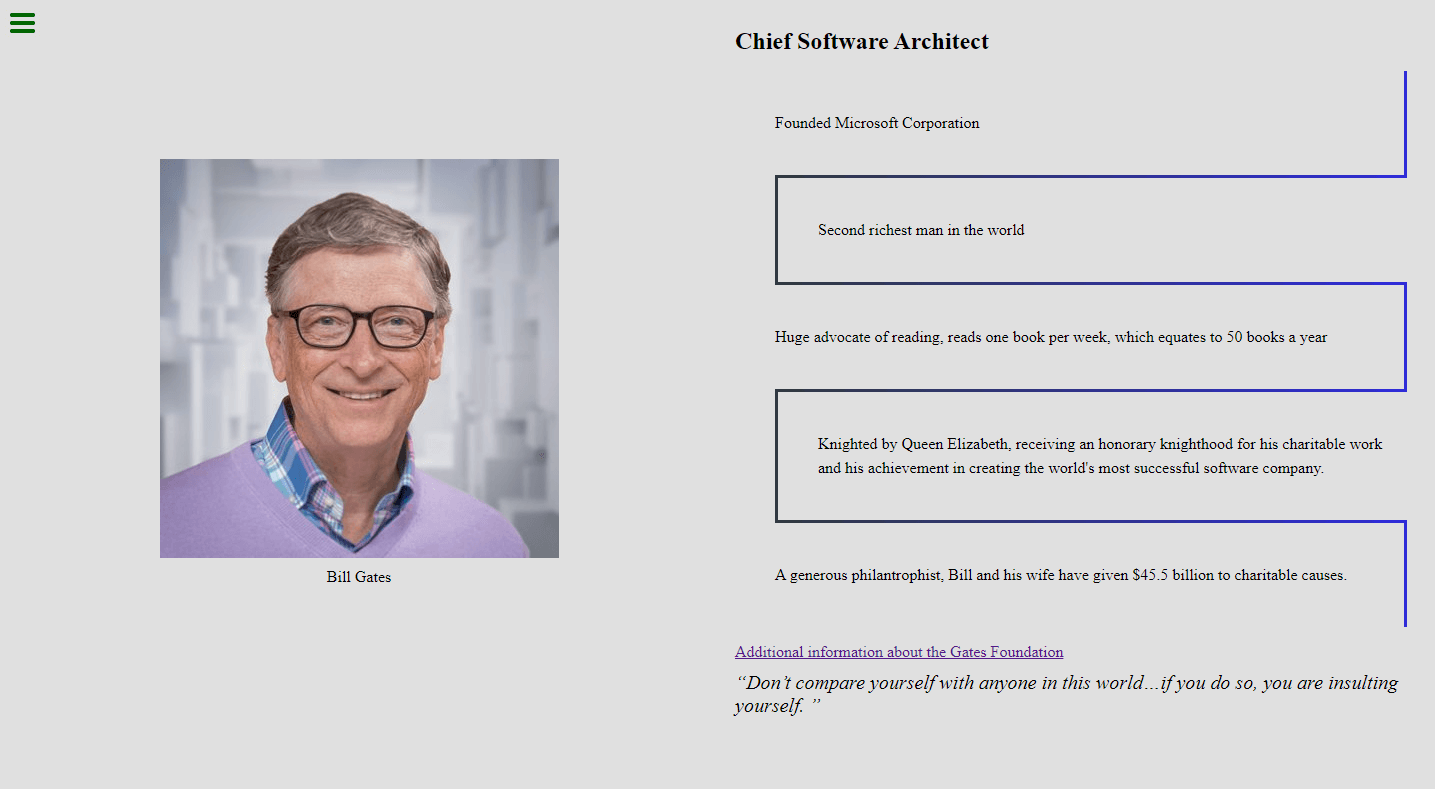 Chief Software Architect
Founded Microsoft Corporation
Second richest man in the world
Huge advocate of reading, reads one book per week, which equates to 50 books a year
Knighted by Queen Elizabeth, receiving an honorary knighthood for his charitable work
and his achievement in creating the world's most successful software company.
A generous philantrophist, Bill and his wife have given $45.5 billion to charitable causes.
Bill Gates
Additional information about the Gates Foundation
“Don’t compare yourself with anyone in this world…if you do so, you are insulting
yourself. ”